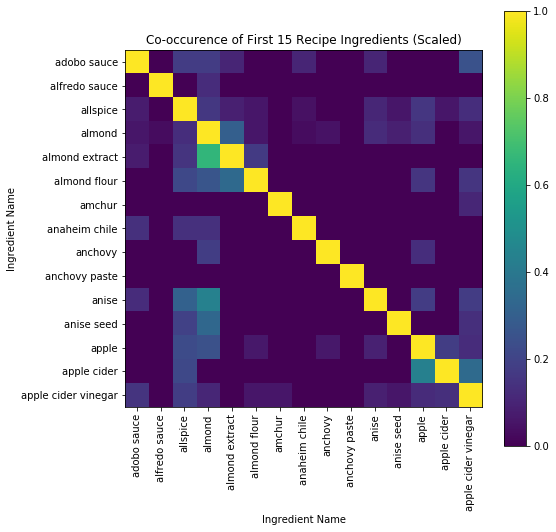 Co-occurence of First 15 Recipe Ingredients (Scaled)
Ingredient Name
adobo sauce
alfredo sauce
allspice
almond
almond extract
almond flour
amchur
anaheim chile
anchovy
anchovy paste
anise
anise seed
apple
apple cider
apple cider vinegar
adobo sauce
alfredo sauce
allspice
almond
almond extract
almond flour
amchur
anaheim chile
anchovy
anchovy paste
anise
anise seed
apple
apple cider
apple cider vinegar
Ingredient Name
1.0
0.8
0.6
0.4
0.2
0.0